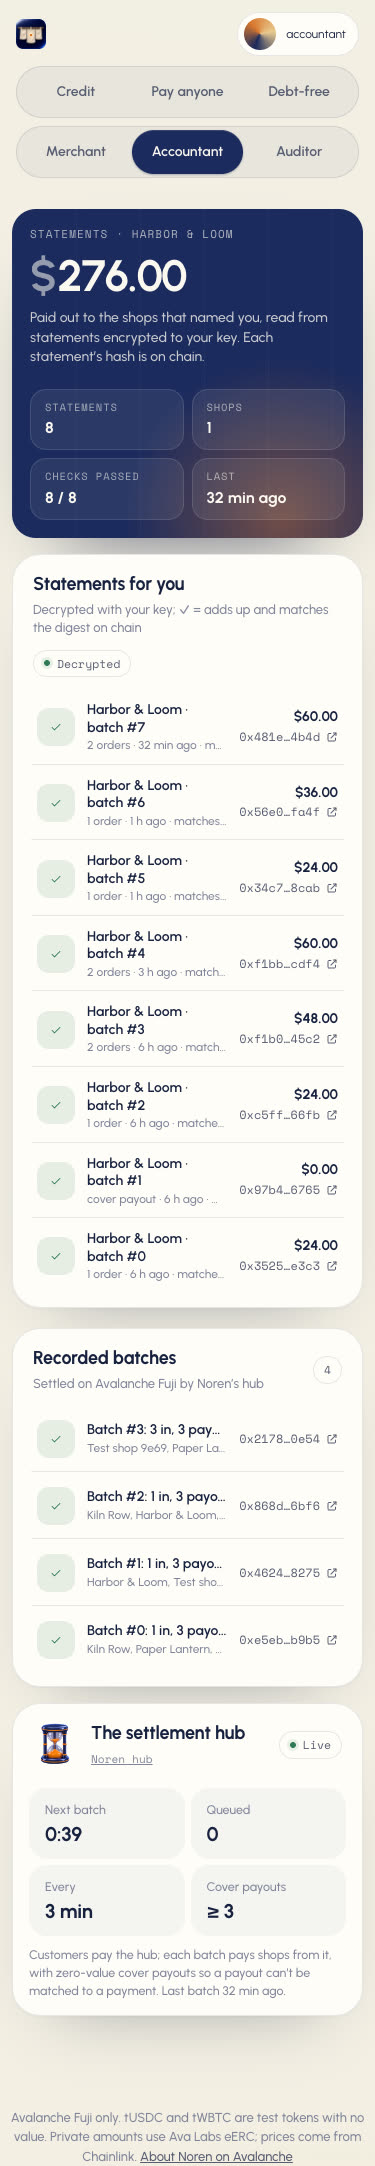 accountant
Credit
Pay anyone
Debt-free
Merchant
Accountant
Auditor
STATEMENTS · HARBOR & LOOM
$276.00
Paid out to the shops that named you, read from
statements encrypted to your key. Each
statement's hash is on chain.
STATEMENTS
8
SHOPS
1
CHECKS PASSED
8 / 8
LAST
32 min ago
Statements for you
Decrypted with your key; ✓ = adds up and matches
the digest on chain
Decrypted
Harbor & Loom ·
batch #7
2 orders · 32 min ago · m...
$60.00
0x481e…4b4d
Harbor & Loom ·
batch #6
1 order · 1 h ago · matches...
$36.00
0x56e0…fa4f
Harbor & Loom ·
batch #5
1 order · 1 h ago · matches...
$24.00
0x34c7…8cab
Harbor & Loom ·
batch #4
2 orders · 3 h ago · match...
$60.00
0xf1bb…cdf4
Harbor & Loom ·
batch #3
2 orders · 6 h ago · match...
$48.00
0xf1b0…45c2
Harbor & Loom ·
batch #2
1 order · 6 h ago · matche...
$24.00
0xc5ff…66fb
Harbor & Loom ·
batch #1
cover payout · 6 h ago · ...
$0.00
0x97b4…6765
Harbor & Loom ·
batch #0
1 order · 6 h ago · matche...
$24.00
0x3525…e3c3
Recorded batches
Settled on Avalanche Fuji by Noren's hub
4
Batch #3: 3 in, 3 pay...
Test shop 9e69, Paper La...
0x2178…0e54
Batch #2: 1 in, 3 payo...
Kiln Row, Harbor & Loom,...
0x868d…6bf6
Batch #1: 1 in, 3 payo...
Harbor & Loom, Test sho...
0x4624…8275
Batch #0: 1 in, 3 payo...
Kiln Row, Paper Lantern, ...
0xe5eb…b9b5
The settlement hub
Noren hub
Live
Next batch
0:39
Queued
0
Every
3 min
Cover payouts
≥ 3
Customers pay the hub; each batch pays shops from it,
with zero-value cover payouts so a payout can't be
matched to a payment. Last batch 32 min ago.
Avalanche Fuji only. tUSDC and tWBTC are test tokens with no
value. Private amounts use Ava Labs eERC; prices come from
Chainlink. About Noren on Avalanche